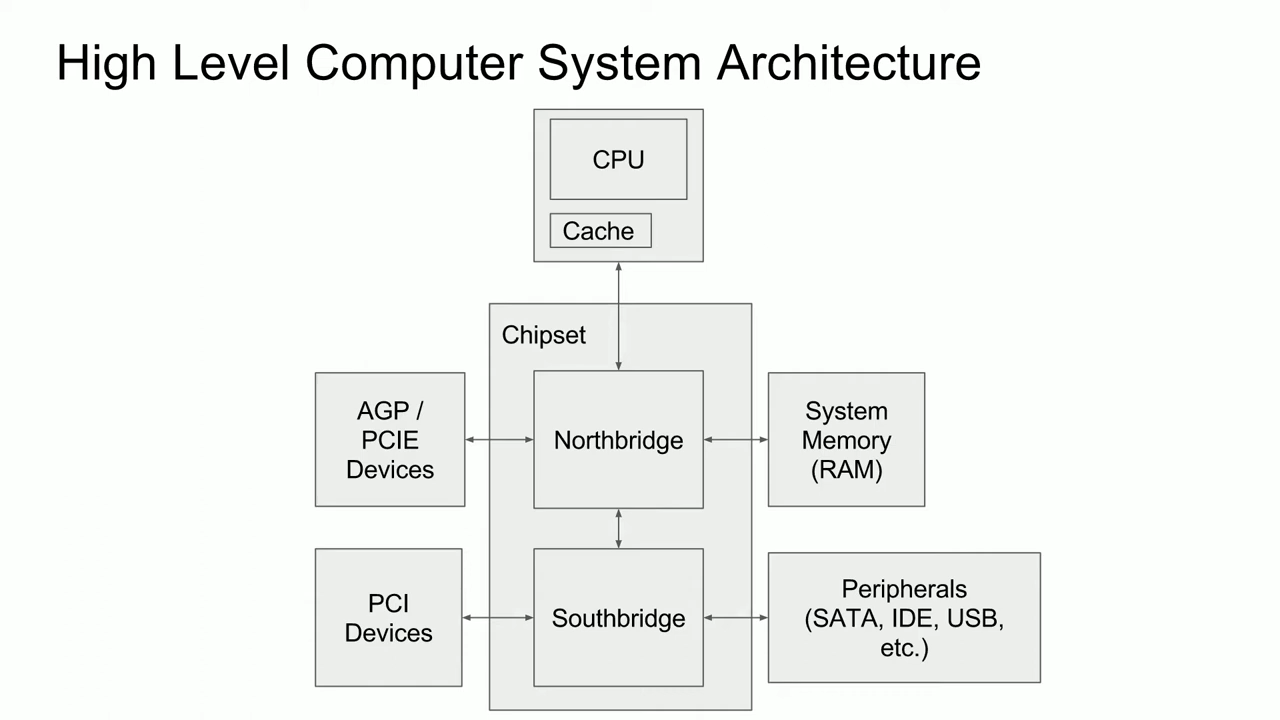 High Level Computer System Architecture
CPU
Cache
Chipset
AGP /
PCIE
Devices
Northbridge
System
Memory
(RAM)
PCI
Devices
Southbridge
Peripherals
(SATA, IDE, USB,
etc.)